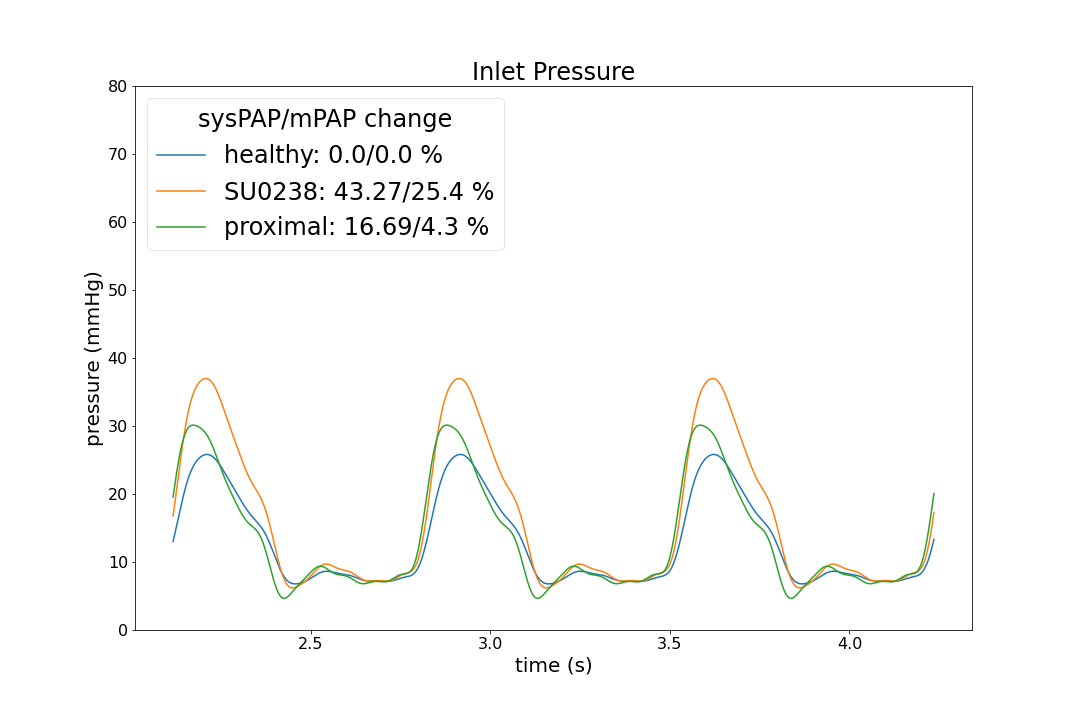 Inlet Pressure
80
70
60
50
40
30
20
10
0
pressure (mmHg)
sysPAP/mPAP change
healthy: 0.0/0.0 %
SU0238: 43.27/25.4 %
proximal: 16.69/4.3 %
2.5 3.0 3.5 4.0
time (s)